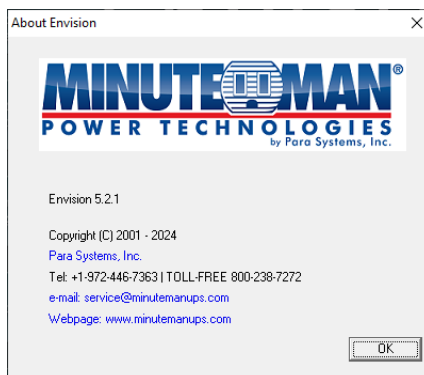 About Envision
MINUTEMAN®
POWER TECHNOLOGIES
by Para Systems, Inc.
Envision 5.2.1
Copyright (C) 2001 - 2024
Para Systems, Inc.
Tel: +1-972-446-7363 | TOLL-FREE 800-238-7272
e-mail: service@minutemanups.com
Webpage: www.minutemanups.com
OK